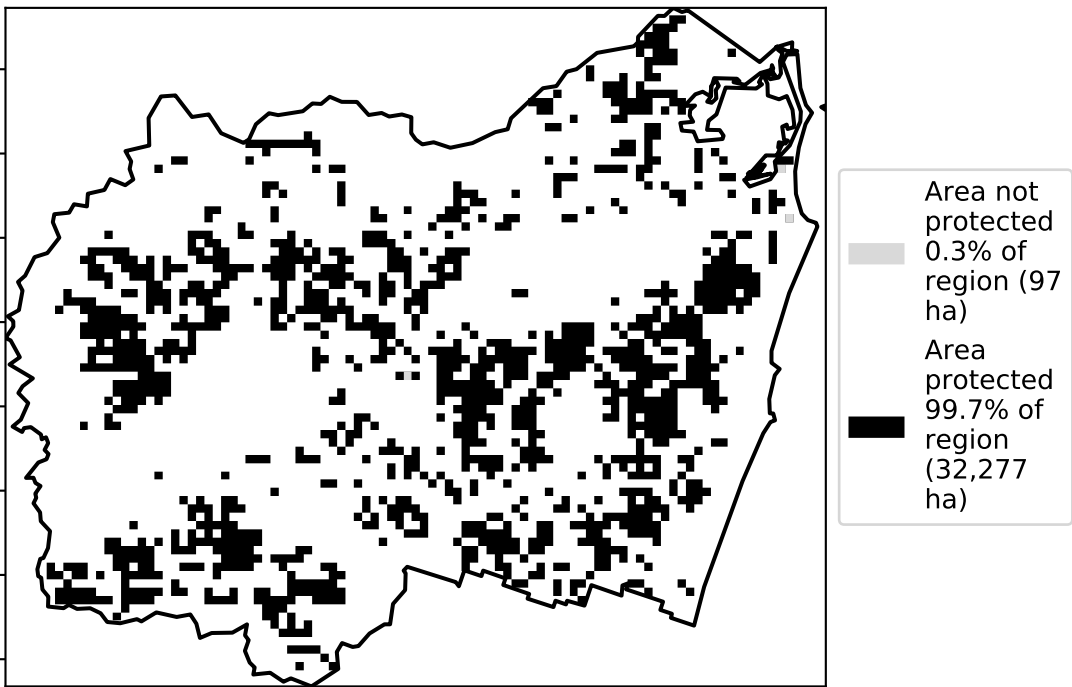 Area not
protected
0.3% of
region (97
ha)
Area
protected
99.7% of
region
(32,277
ha)